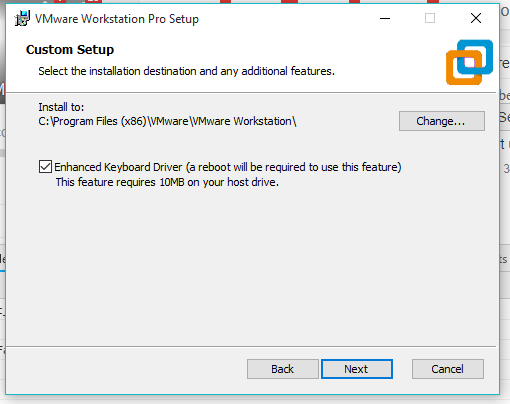 VMware Workstation Pro Setup
Custom Setup
Select the installation destination and any additional features.
Install to:
C:\Program Files (x86)\VMware\VMware Workstation\
Change...
Enhanced Keyboard Driver (a reboot will be required to use this feature)
This feature requires 10MB on your host drive.
Back
Next
Cancel